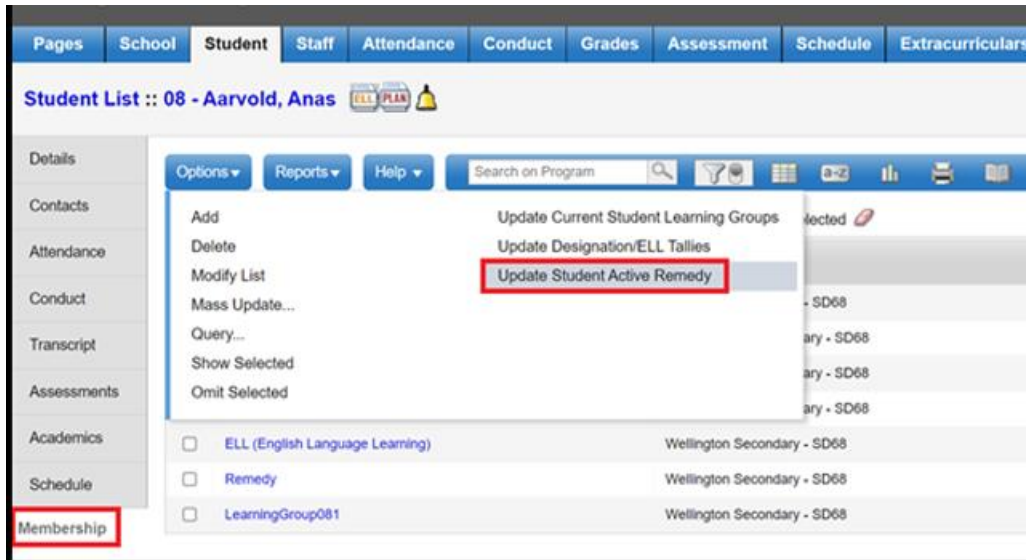 Pages School Student Staff Attendance Conduct Grades Assessment Schedule Extracurriculars
Student List :: 08 - Aarvold, Anas ELL PLAN
Details
Contacts
Attendance
Conduct
Transcript
Assessments
Academics
Schedule
Membership
Options Reports Help Search on Program a-z
Add
Delete
Modify List
Mass Update...
Query...
Show Selected
Omit Selected
Update Current Student Learning Groups
Update Designation/ELL Tallies
Update Student Active Remedy
lected
- SD68
ary - SD68
ary - SD68
ary - SD68
ELL (English Language Learning) Wellington Secondary - SD68
Remedy Wellington Secondary - SD68
LearningGroup081 Wellington Secondary - SD68